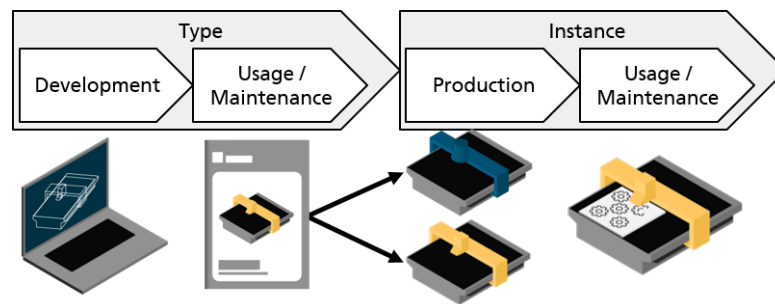 Type
Instance
Development
Usage /
Maintenance
Production
Usage /
Maintenance